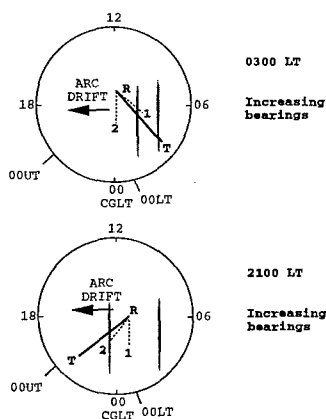 12
0300 LT
ARC
DRIFT
R
18
1
06
Increasing
bearings
2
T
00UT
00
00LT
CGLT
12
2100 LT
ARC
DRIFT
R
18
06
Increasing
bearings
2
1
T
00UT
00
00LT
CGLT